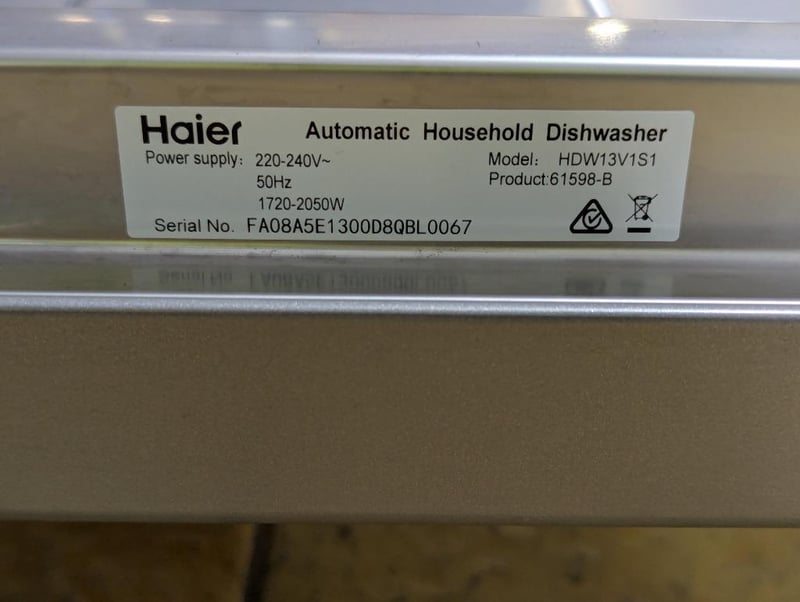 Haier Automatic Household Dishwasher
Power supply: 220-240V~ Model: HDW13V1S1
50Hz Product:61598-B
1720-2050W
Serial No. FA08A5E1300D8QBL0067